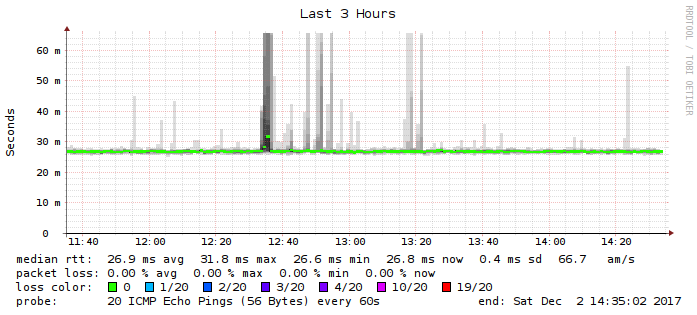 Last 3 Hours
RRDTOOL / TOBI OETIKER
Seconds
60 m
50 m
40 m
30 m
20 m
10 m
0
11:40 12:00 12:20 12:40 13:00 13:20 13:40 14:00 14:20
median rtt: 26.9 ms avg 31.8 ms max 26.6 ms min 26.8 ms now 0.4 ms sd 66.7 am/s
packet loss: 0.00 % avg 0.00 % max 0.00 % min 0.00 % now
loss color: 0 1/20 2/20 3/20 4/20 10/20 19/20
probe: 20 ICMP Echo Pings (56 Bytes) every 60s end: Sat Dec 2 14:35:02 2017